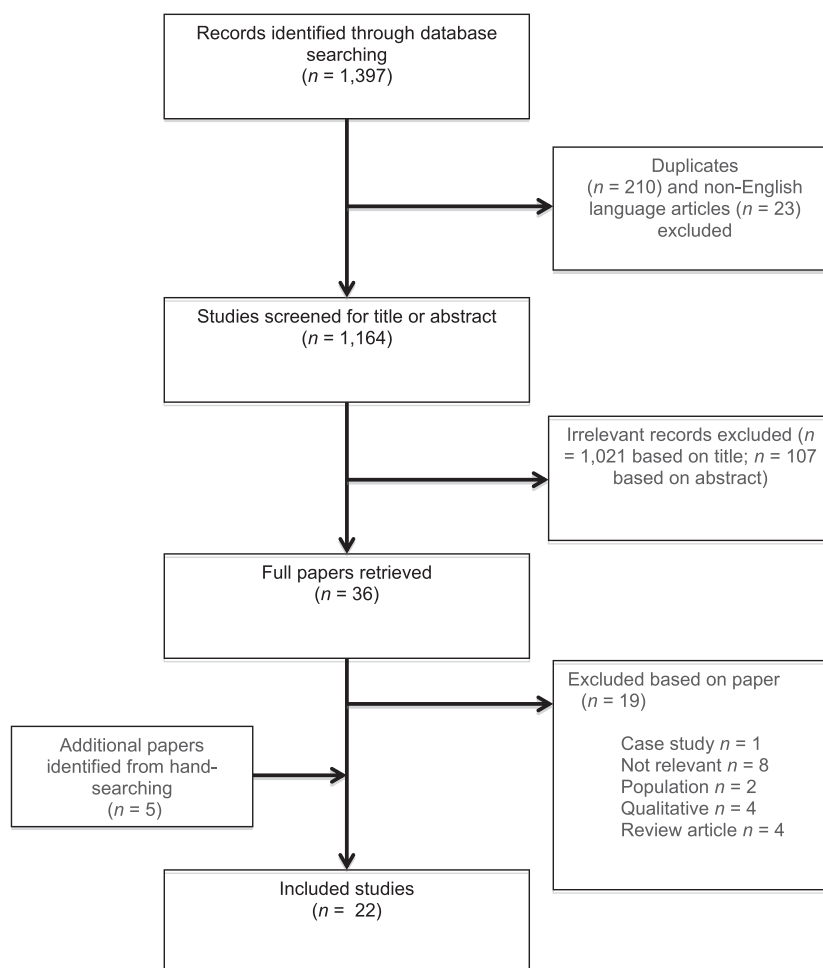 Records identified through database
searching
(n = 1,397)
Duplicates
(n = 210) and non-English
language articles (n = 23)
excluded
Studies screened for title or abstract
(n = 1,164)
Irrelevant records excluded (n
= 1,021 based on title; n = 107
based on abstract)
Full papers retrieved
(n = 36)
Excluded based on paper
(n = 19)
Case study n = 1
Not relevant n = 8
Population n = 2
Qualitative n = 4
Review article n = 4
Additional papers
identified from hand-
searching
(n = 5)
Included studies
(n = 22)